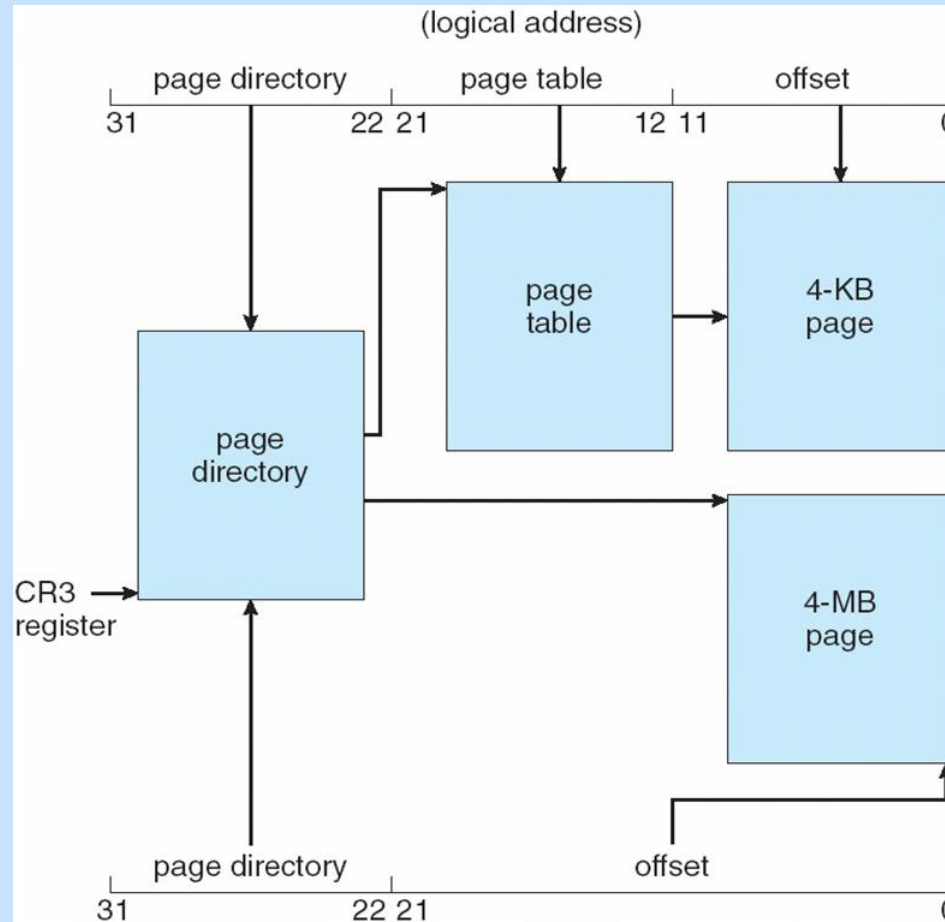 (logical address)
page directory page table offset
31 22 21 12 11
page
table
4-KB
page
page
directory
CR3
register
4-MB
page
page directory offset
31 22 21